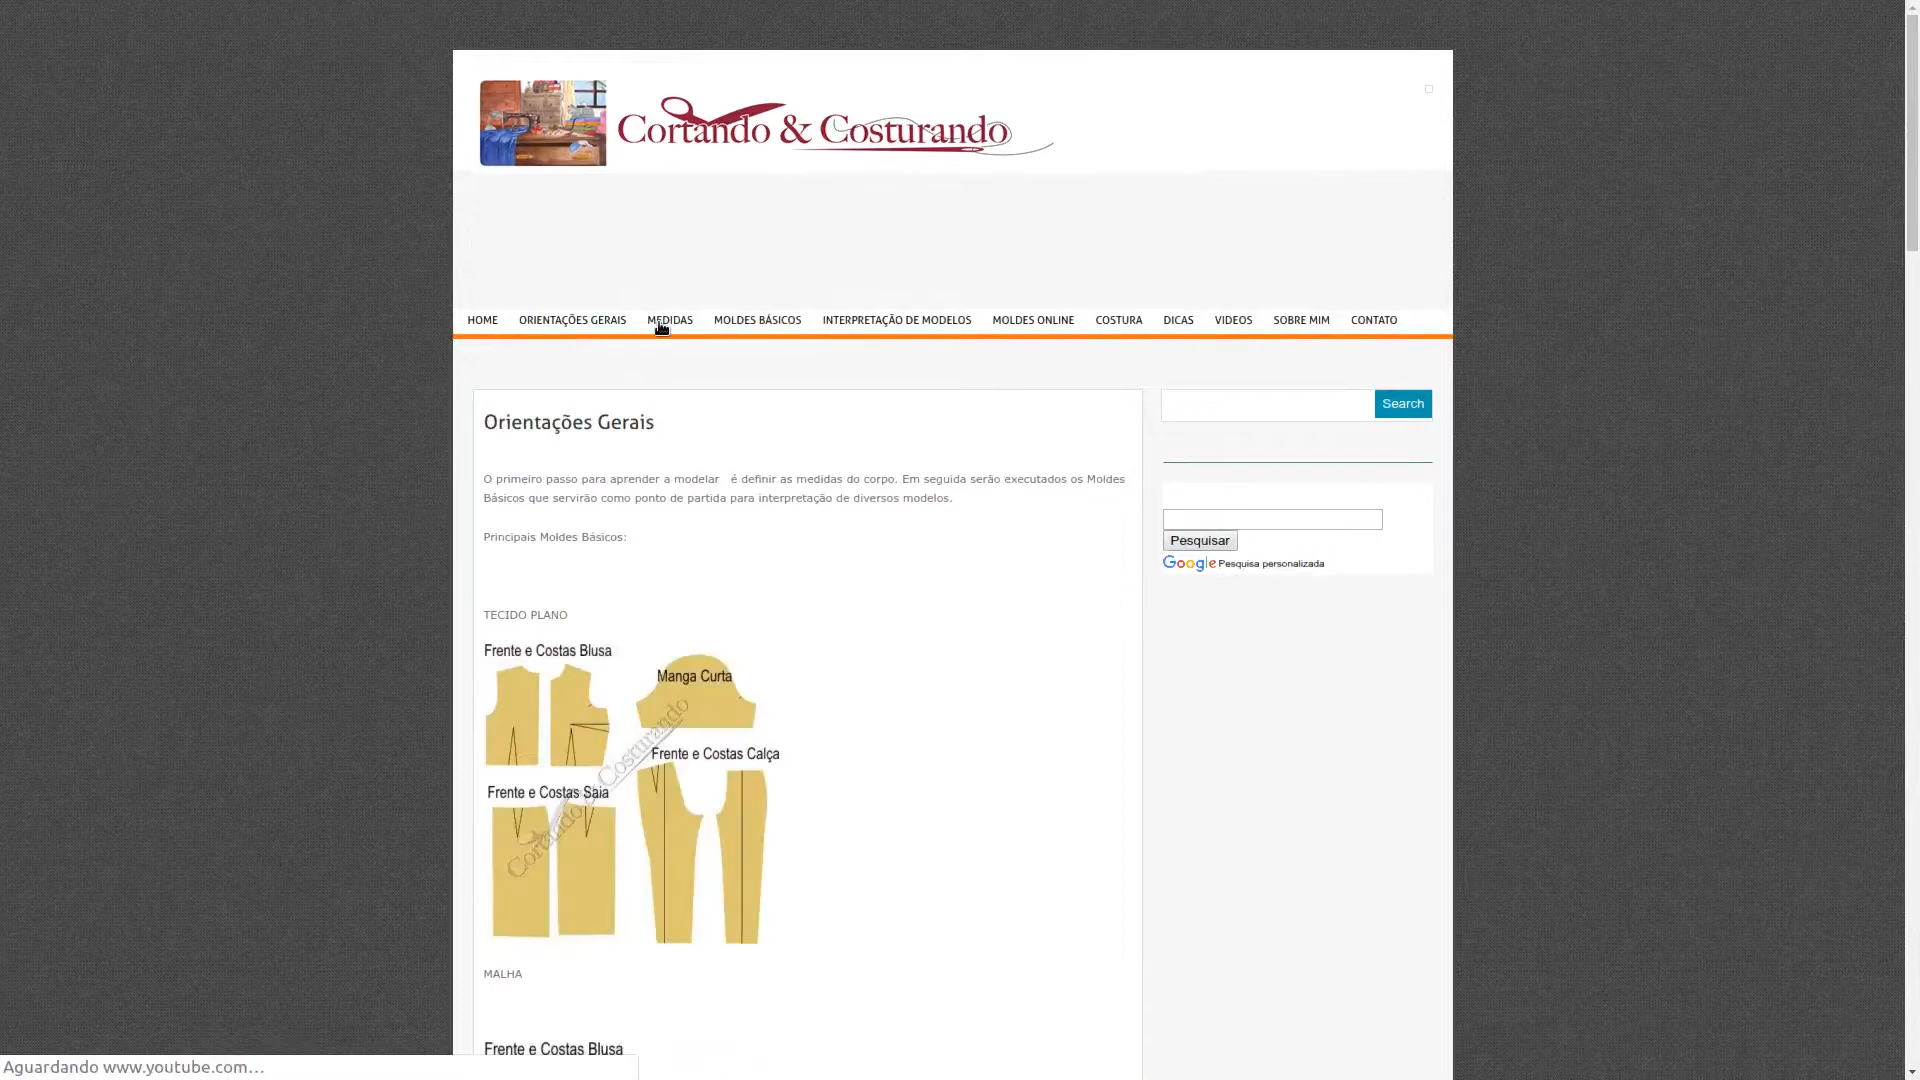 Cortando & Costurando
HOME ORIENTAÇÕES GERAIS MEDIDAS MOLDES BÁSICOS INTERPRETAÇÃO DE MODELOS MOLDES ONLINE COSTURA DICAS VIDEOS SOBRE MIM CONTATO
Orientações Gerais
Search
O primeiro passo para aprender a modelar é definir as medidas do corpo. Em seguida serão executados os Moldes
Básicos que servirão como ponto de partida para interpretação de diversos modelos.
Principais Moldes Básicos:
Pesquisar
Google Pesquisa personalizada
TECIDO PLANO
Frente e Costas Blusa
Manga Curta
Frente e Costas Calça
Frente e Costas Saia
Cortando & Costurando
MALHA
Frente e Costas Blusa
Aguardando www.youtube.com...